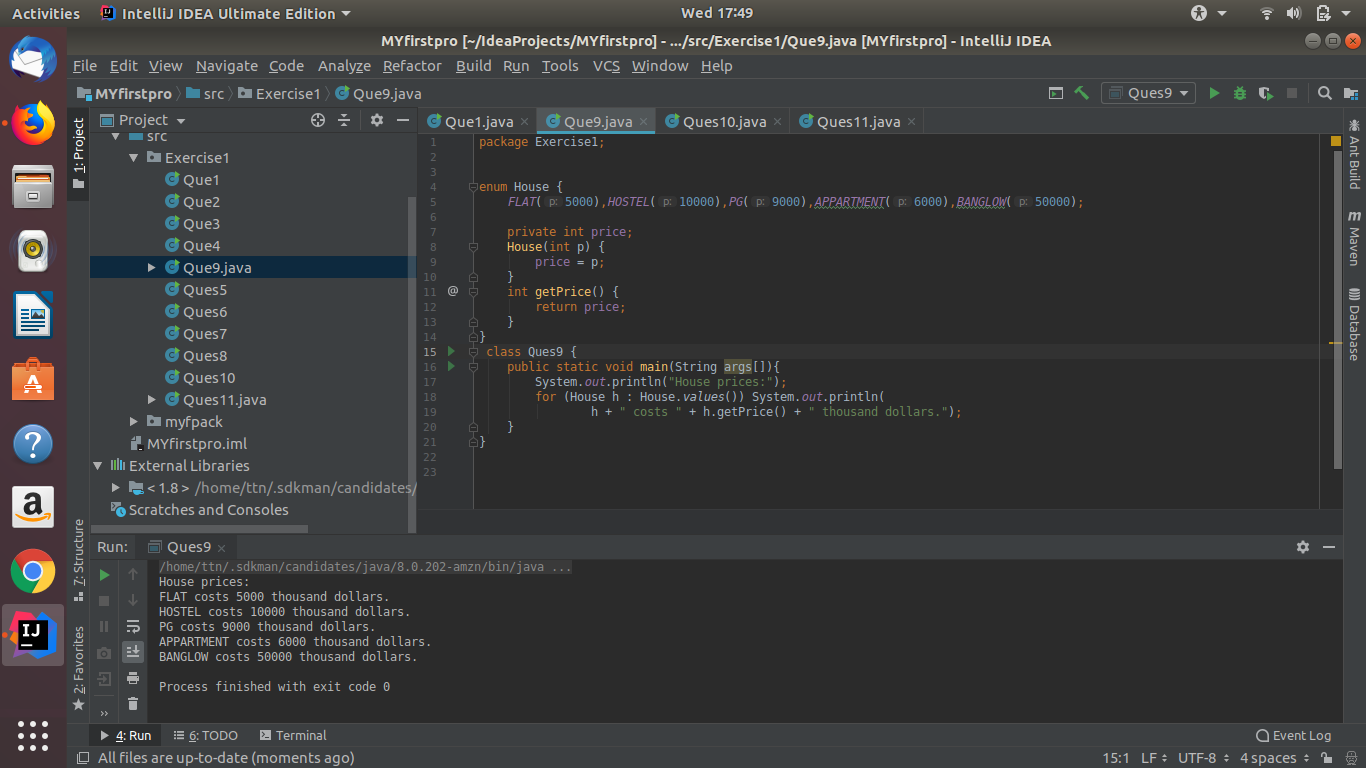 Activities IntelliJ IDEA Ultimate Edition Wed 17:49
MYfirstpro [~/IdeaProjects/MYfirstpro] - .../src/Exercise1/Que9.java [MYfirstpro] - IntelliJ IDEA
File Edit View Navigate Code Analyze Refactor Build Run Tools VCS Window Help
MYfirstpro src Exercise1 Que9.java Ques9
Project
Que1.java Que9.java Ques10.java Ques11.java
1: Project
7: Structure
2: Favorites
src
Exercise1
Que1
Que2
Que3
Que4
Que9.java
Ques5
Ques6
Ques7
Ques8
Ques10
Ques11.java
myfpack
MYfirstpro.iml
External Libraries
< 1.8 > /home/ttn/.sdkman/candidates/
Scratches and Consoles
1 package Exercise1;
2
3
4 enum House {
5 FLAT( p: 5000),HOSTEL( p: 10000),PG( p: 9000),APPARTMENT( p: 6000),BANGLOW( p: 50000);
6
7 private int price;
8 House(int p) {
9 price = p;
10 }
11 @ int getPrice() {
12 return price;
13 }
14 }
15 class Ques9 {
16 public static void main(String args[]){
17 System.out.println("House prices:");
18 for (House h : House.values()) System.out.println(
19 h + " costs " + h.getPrice() + " thousand dollars.");
20 }
21 }
22
23
Ant Build
m Maven
Database
Run: Ques9
/home/ttn/.sdkman/candidates/java/8.0.202-amzn/bin/java ...
House prices:
FLAT costs 5000 thousand dollars.
HOSTEL costs 10000 thousand dollars.
PG costs 9000 thousand dollars.
APPARTMENT costs 6000 thousand dollars.
BANGLOW costs 50000 thousand dollars.
Process finished with exit code 0
4: Run 6: TODO Terminal Event Log
All files are up-to-date (moments ago) 15:1 LF UTF-8 4 spaces